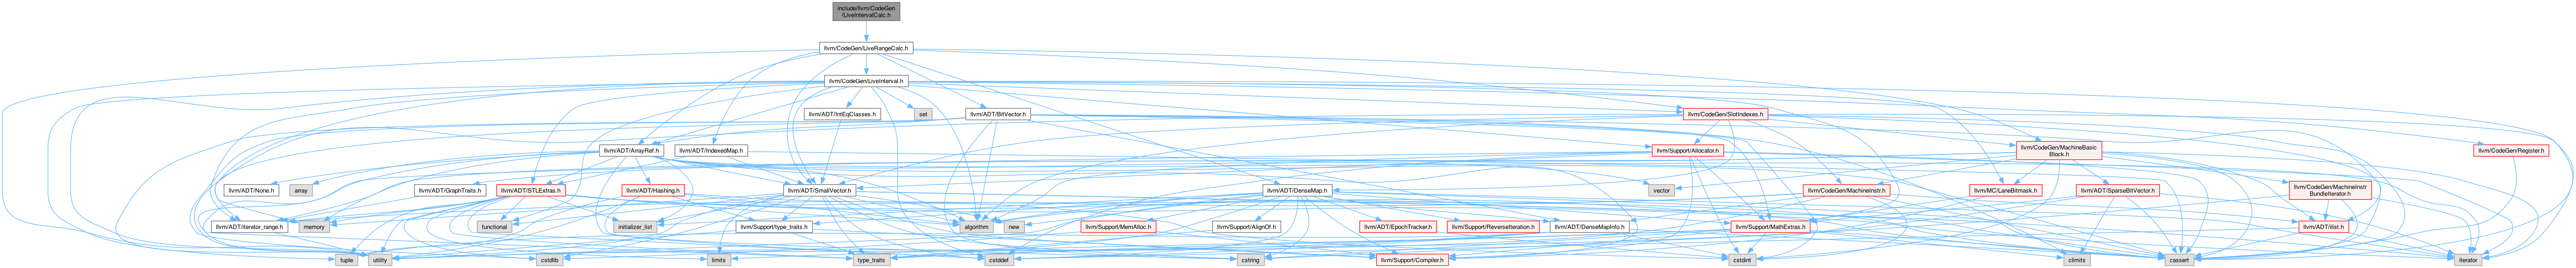 include/llvm/CodeGen
/LiveIntervalCalc.h
llvm/CodeGen/LiveRangeCalc.h
llvm/CodeGen/LiveInterval.h
llvm/ADT/IntEqClasses.h
set
llvm/ADT/BitVector.h
llvm/CodeGen/SlotIndexes.h
llvm/ADT/ArrayRef.h
llvm/ADT/IndexedMap.h
llvm/Support/Allocator.h
llvm/CodeGen/MachineBasic
Block.h
llvm/CodeGen/Register.h
llvm/ADT/None.h
array
llvm/ADT/GraphTraits.h
llvm/ADT/STLExtras.h
llvm/ADT/Hashing.h
llvm/ADT/SmallVector.h
llvm/ADT/DenseMap.h
vector
llvm/CodeGen/MachineInstr.h
llvm/MC/LaneBitmask.h
llvm/ADT/SparseBitVector.h
llvm/CodeGen/MachineInstr
BundleIterator.h
llvm/ADT/iterator_range.h
memory
functional
initializer_list
algorithm
new
llvm/Support/type_traits.h
llvm/Support/MemAlloc.h
llvm/Support/AlignOf.h
llvm/ADT/EpochTracker.h
llvm/Support/ReverseIteration.h
llvm/ADT/DenseMapInfo.h
llvm/Support/MathExtras.h
llvm/ADT/ilist.h
tuple
utility
cstdlib
limits
type_traits
cstddef
cstring
llvm/Support/Compiler.h
cstdint
climits
cassert
iterator